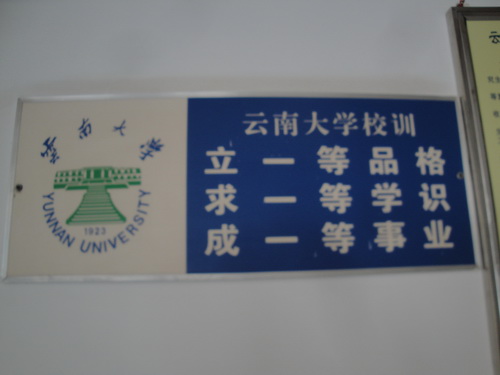 雲南大學
YUNNAN UNIVERSITY
1923
云南大学校训
立一等品格
求一等学识
成一等事业
云